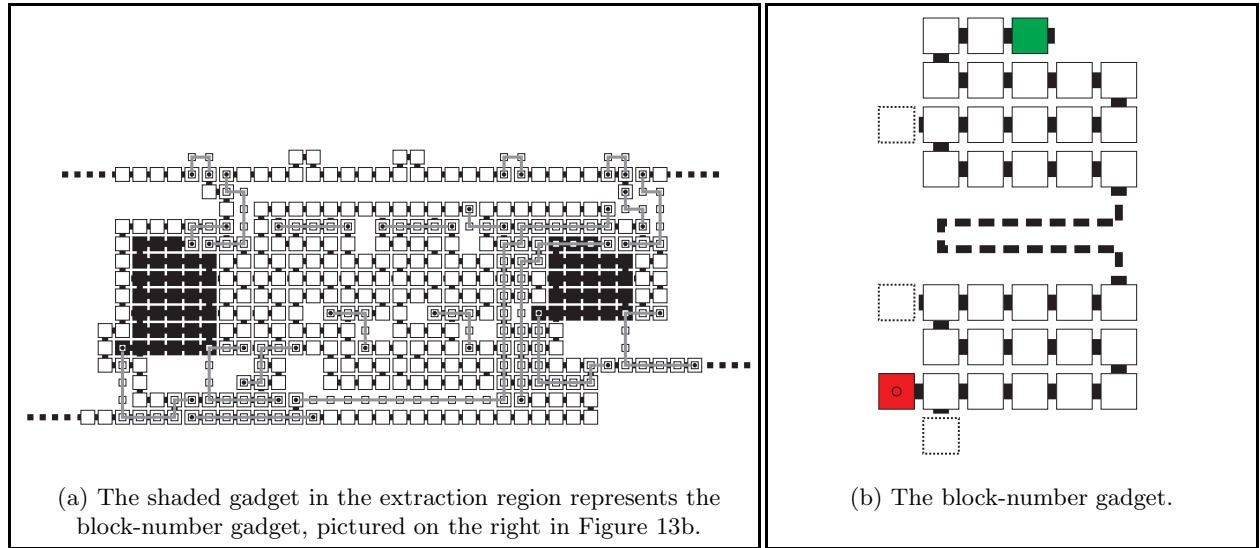 (a) The shaded gadget in the extraction region represents the
block-number gadget, pictured on the right in Figure 13b.
(b) The block-number gadget.